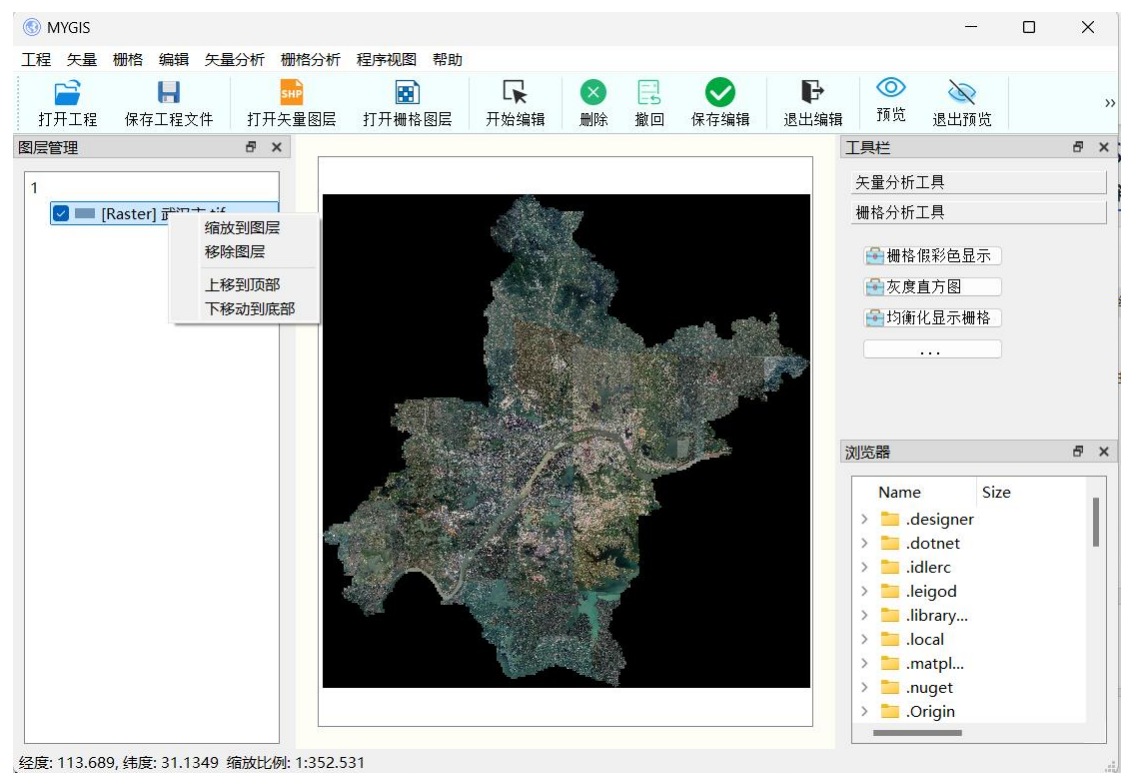 MYGIS
工程 矢量 栅格 编辑 矢量分析 栅格分析 程序视图 帮助
SHP
打开工程 保存工程文件 打开矢量图层 打开栅格图层 开始编辑 删除 撤回 保存编辑 退出编辑 预览 退出预览
图层管理
1
[Raster] 武汉市.tif
缩放到图层
移除图层
上移到顶部
下移动到底部
工具栏
矢量分析工具
栅格分析工具
栅格假彩色显示
灰度直方图
均衡化显示栅格
...
浏览器
Name Size
.designer
.dotnet
.idlerc
.leigod
.library...
.local
.matpl...
.nuget
.Origin
经度: 113.689, 纬度: 31.1349 缩放比例: 1:352.531